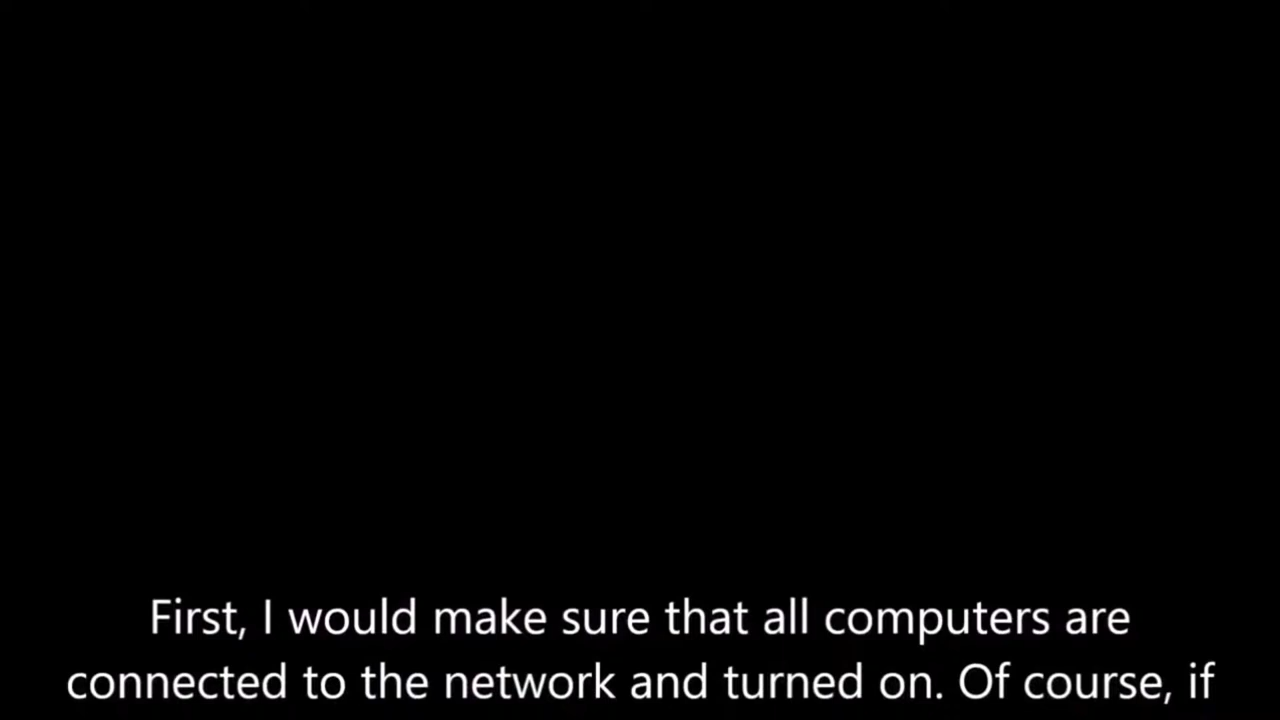 First, I would make sure that all computers are
connected to the network and turned on. Of course, if